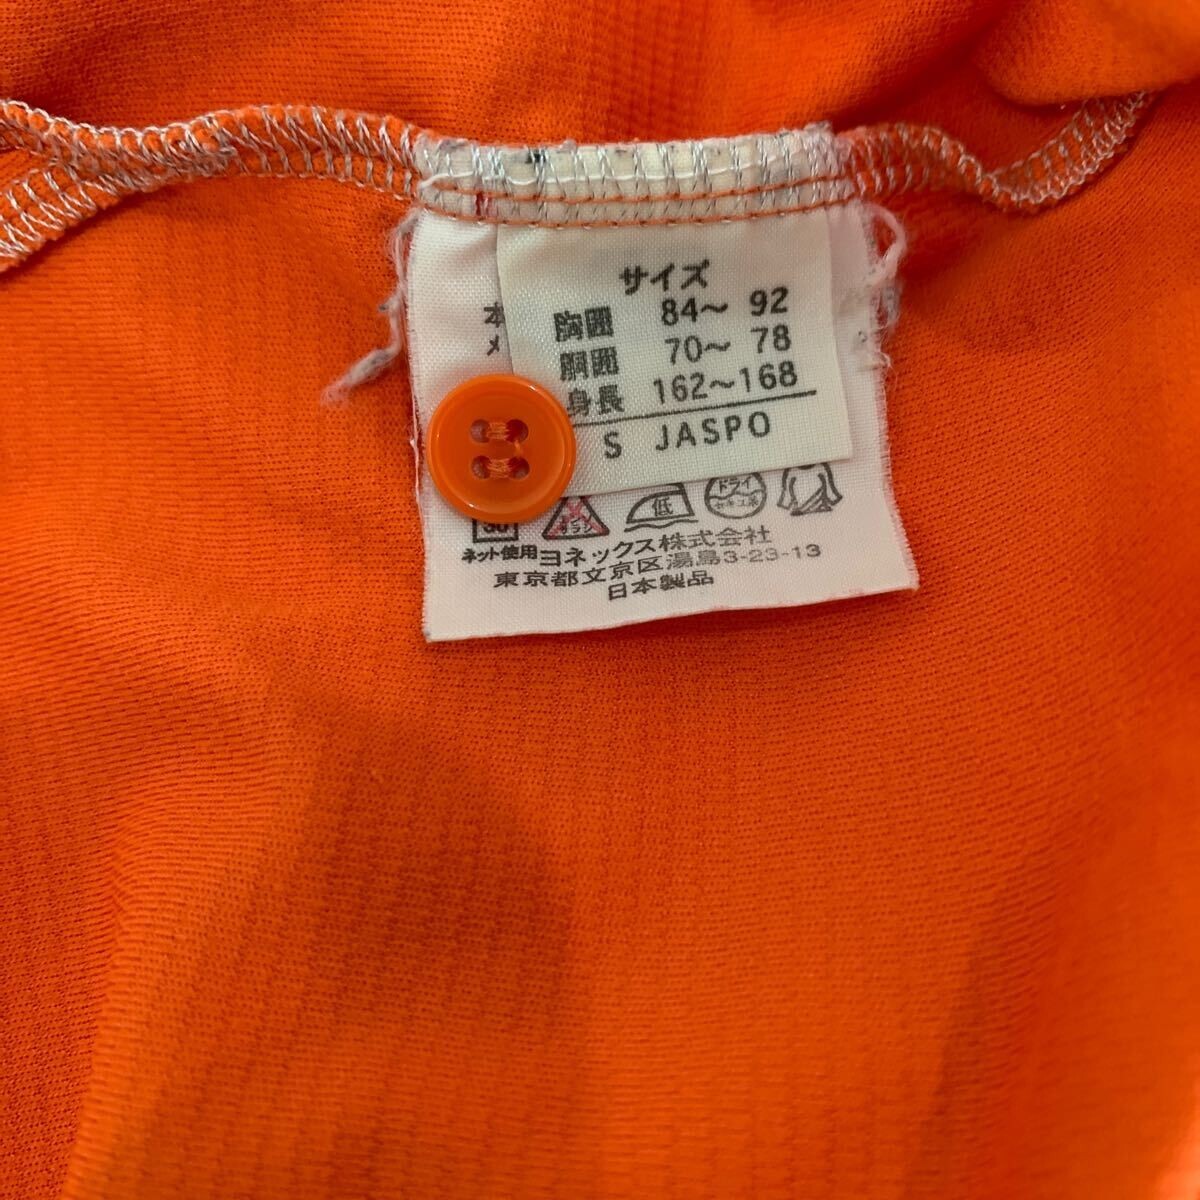 サイズ
胸囲 84～92
胴囲 70～78
身長 162～168
S JASPO
本
メ
低
ドライ
ネット使用
ヨネックス株式会社
東京都文京区湯島3-23-13
日本製品